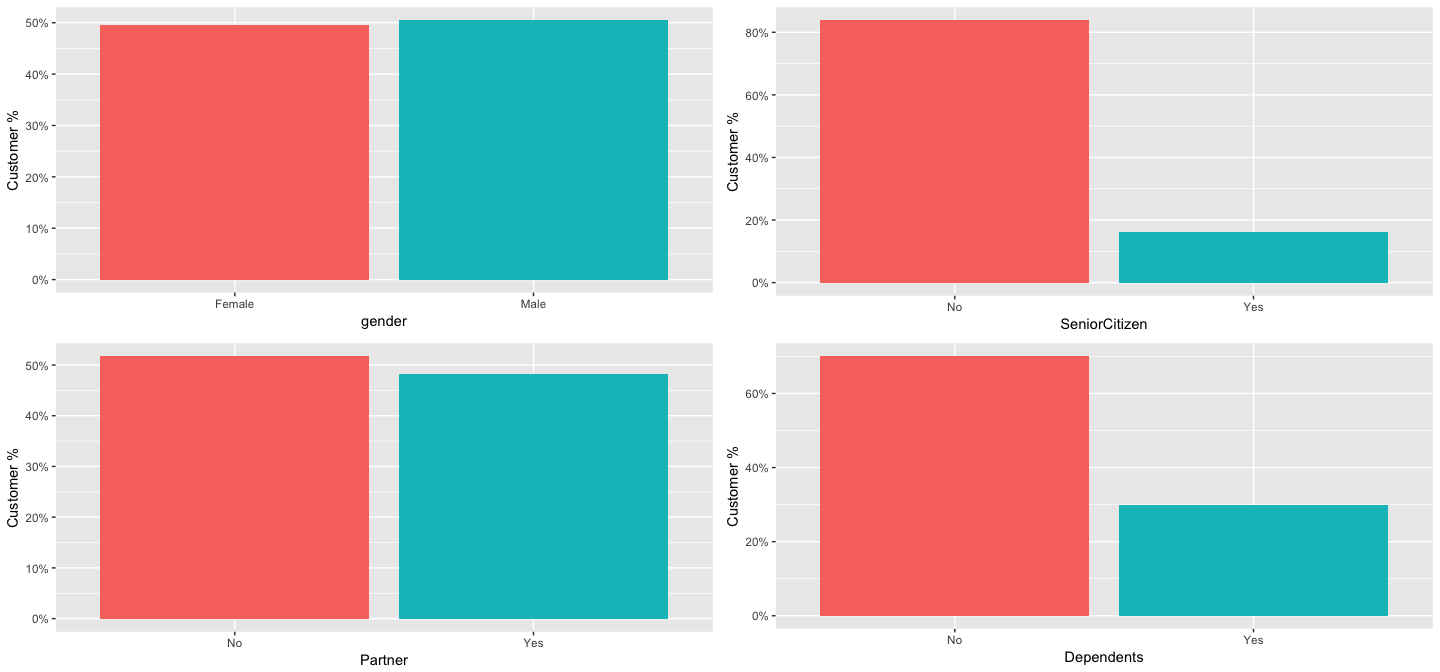 Customer %
50%
40%
30%
20%
10%
0%
Female Male
gender
Customer %
80%
60%
40%
20%
0%
No Yes
SeniorCitizen
Customer %
50%
40%
30%
20%
10%
0%
No Yes
Partner
Customer %
60%
40%
20%
0%
No Yes
Dependents